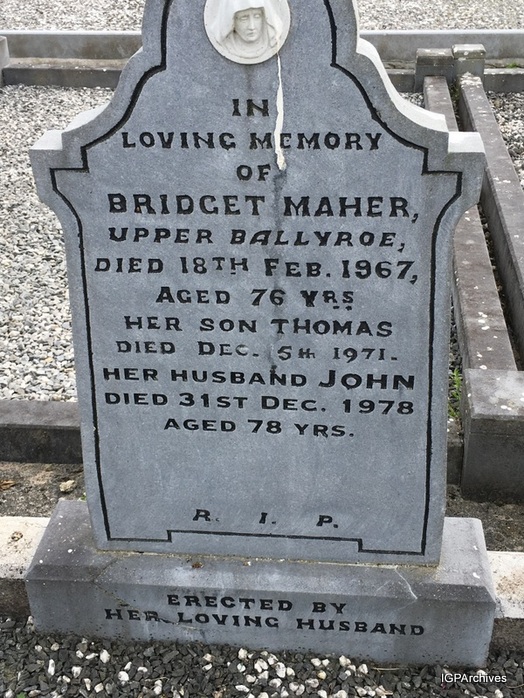 IN
LOVING MEMORY
OF
BRIDGET MAHER,
UPPER BALLYROE,
DIED 18TH FEB. 1967,
AGED 76 YRS
HER SON THOMAS
DIED DEC. 5TH 1971.
HER HUSBAND JOHN
DIED 31ST DEC. 1978
AGED 78 YRS.
R. I. P.
ERECTED BY
HER LOVING HUSBAND
IGPArchives